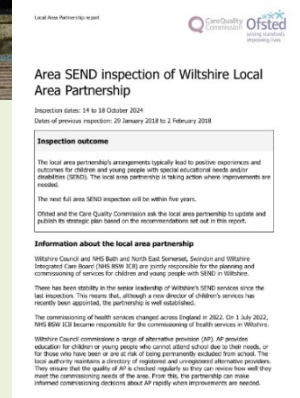 Local Area Partnership report
CareQuality
Commission
Ofsted
raising standards
improving lives
Area SEND inspection of Wiltshire Local
Area Partnership
Inspection dates: 14 to 18 October 2024
Dates of previous inspection: 29 January 2018 to 2 February 2018
Inspection outcome
The local area partnership's arrangements typically lead to positive experiences and
outcomes for children and young people with special educational needs and/or
disabilities (SEND). The local area partnership is taking action where improvements are
needed.
The next full area SEND inspection will be within five years.
Ofsted and the Care Quality Commission ask the local area partnership to update and
publish its strategic plan based on the recommendations set out in this report.
Information about the local area partnership
Wiltshire Council and NHS Bath and North East Somerset, Swindon and Wiltshire
Integrated Care Board (NHS BSW ICB) are jointly responsible for the planning and
commissioning of services for children and young people with SEND in Wiltshire.
There has been stability in the senior leadership of Wiltshire's SEND services since the
last inspection. This means that, although a new director of children's services has
recently been appointed, the partnership is well established.
The commissioning of health services changed across England in 2022. On 1 July 2022,
NHS BSW ICB became responsible for the commissioning of health services in Wiltshire.
Wiltshire Council commissions a range of alternative provision (AP). AP provides
education for children or young people who cannot attend school due to their needs, or
for those who have been or are at risk of being permanently excluded from school. The
local authority maintains a directory of registered and unregistered alternative providers.
They ensure that the quality of AP is checked regularly so they can review how well they
meet the commissioning needs of the area. From this, the partnership can make
informed commissioning decisions about AP rapidly when improvements are needed.